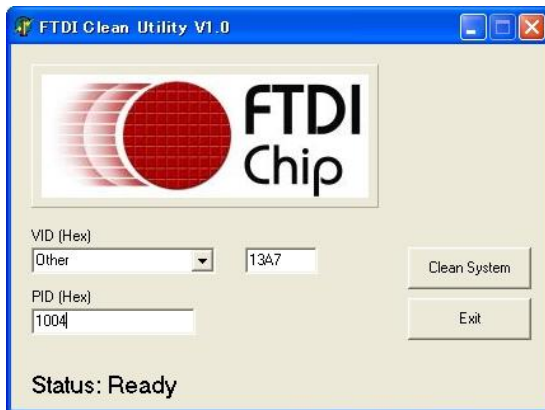 FTDI Clean Utility V1.0
FTDI
Chip
VID (Hex)
Other
13A7
Clean System
PID (Hex)
1004
Exit
Status: Ready